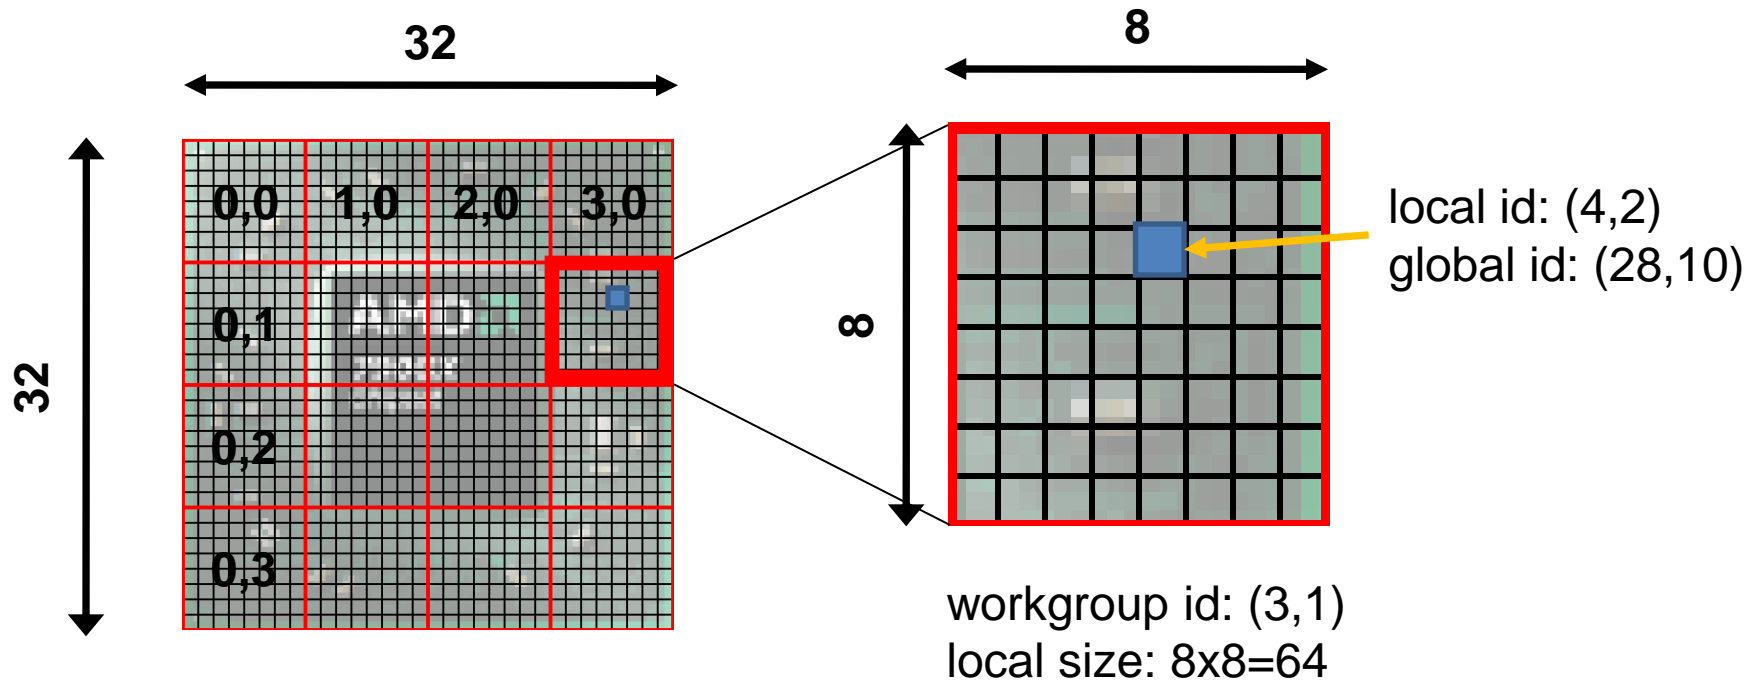 32
8
32
0,0 1,0 2,0 3,0
0,1
0,2
0,3
AMD
8
local id: (4,2)
global id: (28,10)
workgroup id: (3,1)
local size: 8x8=64